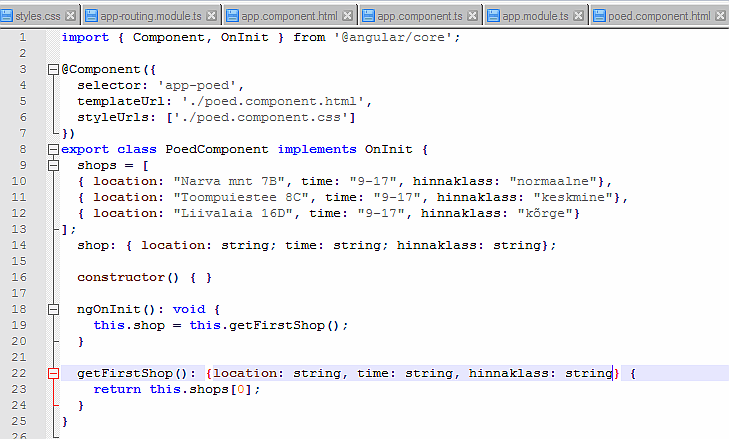 styles.css app-routing.module.ts app.component.html app.component.ts app.module.ts poed.component.html
1 import { Component, OnInit } from '@angular/core';
2
3 @Component({
4 selector: 'app-poed',
5 templateUrl: './poed.component.html',
6 styleUrls: ['./poed.component.css']
7 })
8 export class PoedComponent implements OnInit {
9 shops = [
10 { location: "Narva mnt 7B", time: "9-17", hinnaklass: "normaalne"},
11 { location: "Toompuiestee 8C", time: "9-17", hinnaklass: "keskmine"},
12 { location: "Liivalaia 16D", time: "9-17", hinnaklass: "kõrge"}
13 ];
14 shop: { location: string; time: string; hinnaklass: string};
15
16 constructor() { }
17
18 ngOnInit(): void {
19 this.shop = this.getFirstShop();
20 }
21
22 getFirstShop(): {location: string, time: string, hinnaklass: string} {
23 return this.shops[0];
24 }
25 }
26